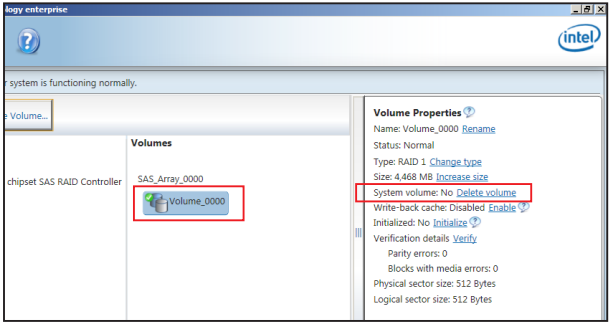 logy enterprise
intel
r system is functioning normally.
e Volume...
Volumes
chipset SAS RAID Controller
SAS_Array_0000
Volume_0000
Volume Properties
Name: Volume_0000 Rename
Status: Normal
Type: RAID 1 Change type
Size: 4,468 MB Increase size
System volume: No Delete volume
Write-back cache: Disabled Enable
Initialized: No Initialize
Verification details Verify
Parity errors: 0
Blocks with media errors: 0
Physical sector size: 512 Bytes
Logical sector size: 512 Bytes